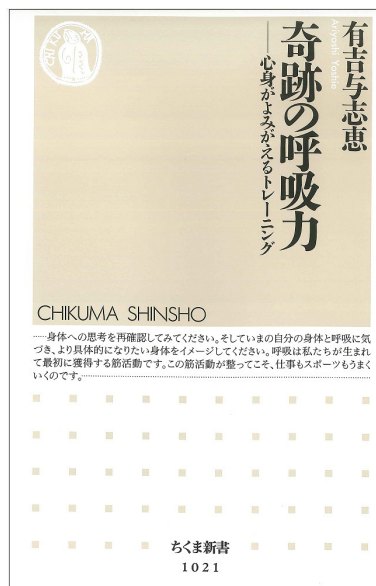 有吉与志恵
Ariyoshi Yoshie
奇跡の呼吸力
──心身がよみがえるトレーニング
CHIKUMA SHINSHO
……身体への思考を再確認してみてください。そしていまの自分の身体と呼吸に気
づき、より具体的になりたい身体をイメージしてください。呼吸は私たちが生まれ
て最初に獲得する筋活動です。この筋活動が整ってこそ、仕事もスポーツもうまく
いくのです。……………………………………………………………………
ちくま新書
1021